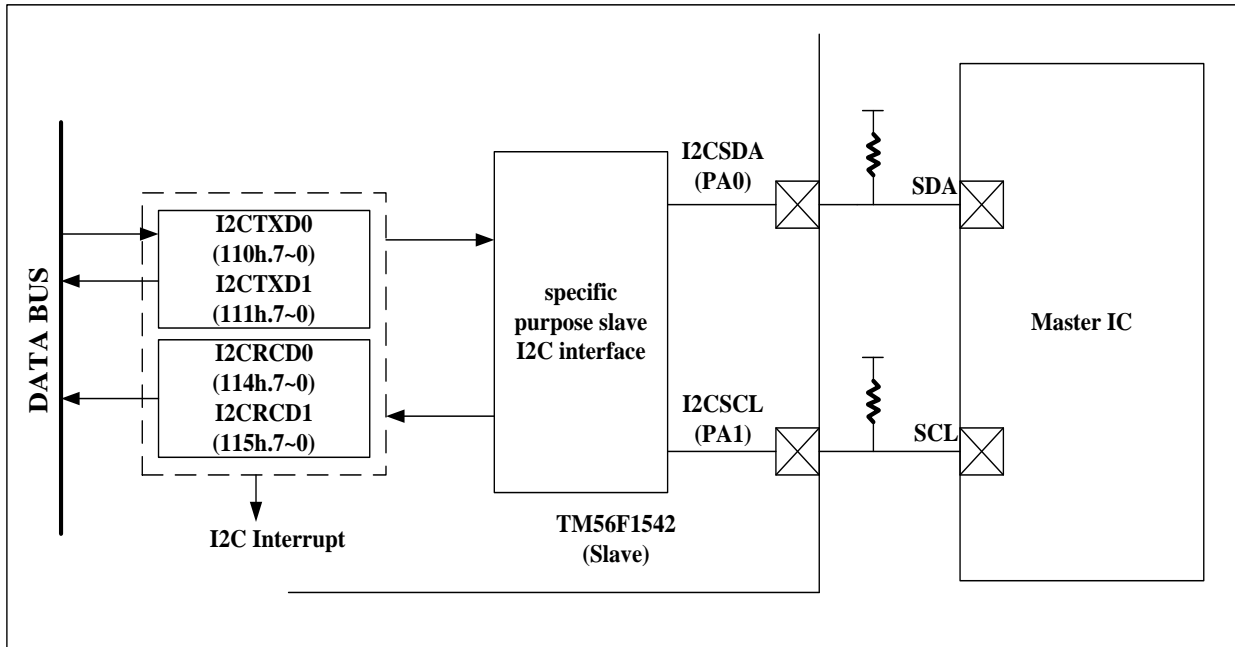 DATA BUS
I2CTXD0
(110h.7~0)
I2CTXD1
(111h.7~0)
I2CRCD0
(114h.7~0)
I2CRCD1
(115h.7~0)
I2C Interrupt
specific
purpose slave
I2C interface
I2CSDA
(PA0)
I2CSCL
(PA1)
TM56F1542
(Slave)
SDA
SCL
Master IC